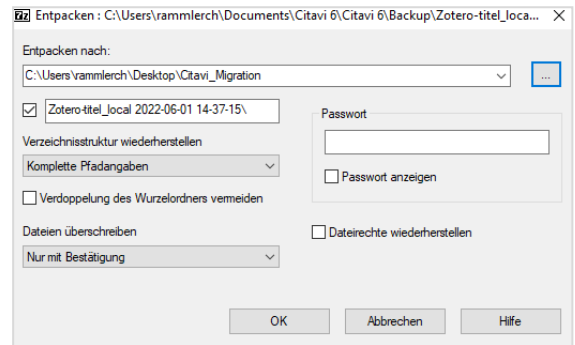 7z Entpacken : C:\Users\rammlerch\Documents\Citavi 6\Citavi 6\Backup\Zotero-titel_loca...
Entpacken nach:
C:\Users\rammlerch\Desktop\Citavi_Migration
...
Zotero-titel_local 2022-06-01 14-37-15\
Verzeichnisstruktur wiederherstellen
Komplette Pfadangaben
Verdoppelung des Wurzelordners vermeiden
Dateien überschreiben
Nur mit Bestätigung
Passwort
Passwort anzeigen
Dateirechte wiederherstellen
OK
Abbrechen
Hilfe